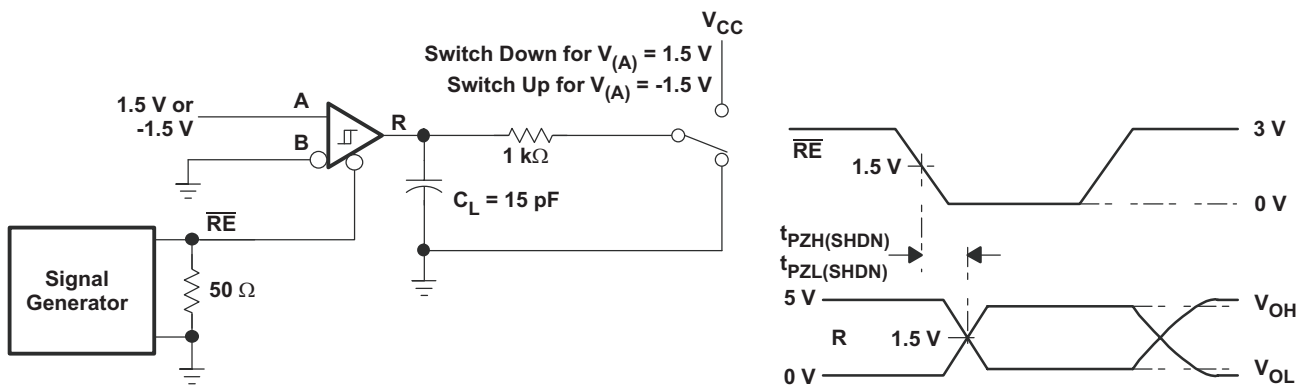 V_CC
Switch Down for V_(A) = 1.5 V
Switch Up for V_(A) = -1.5 V
1.5 V or
-1.5 V
A
B
R
1 kΩ
C_L = 15 pF
RE
Signal
Generator
50 Ω
RE
3 V
1.5 V
0 V
t_PZH(SHDN)
t_PZL(SHDN)
5 V
V_OH
R
1.5 V
0 V
V_OL